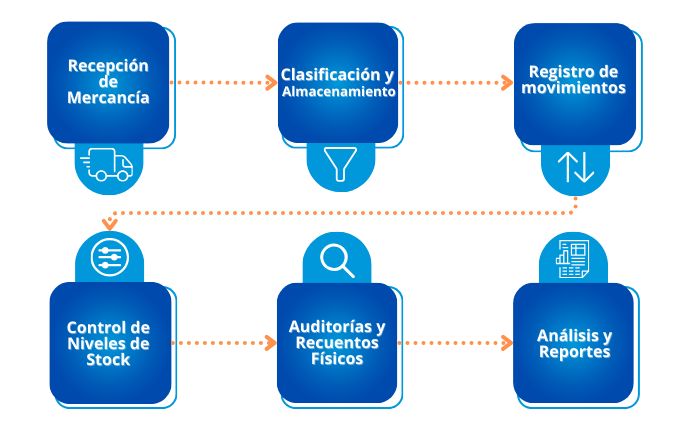 Recepción
de
Mercancía
Clasificación y
Almacenamiento
Registro de
movimientos
Control de
Niveles de
Stock
Auditorías y
Recuentos
Físicos
Análisis y
Reportes